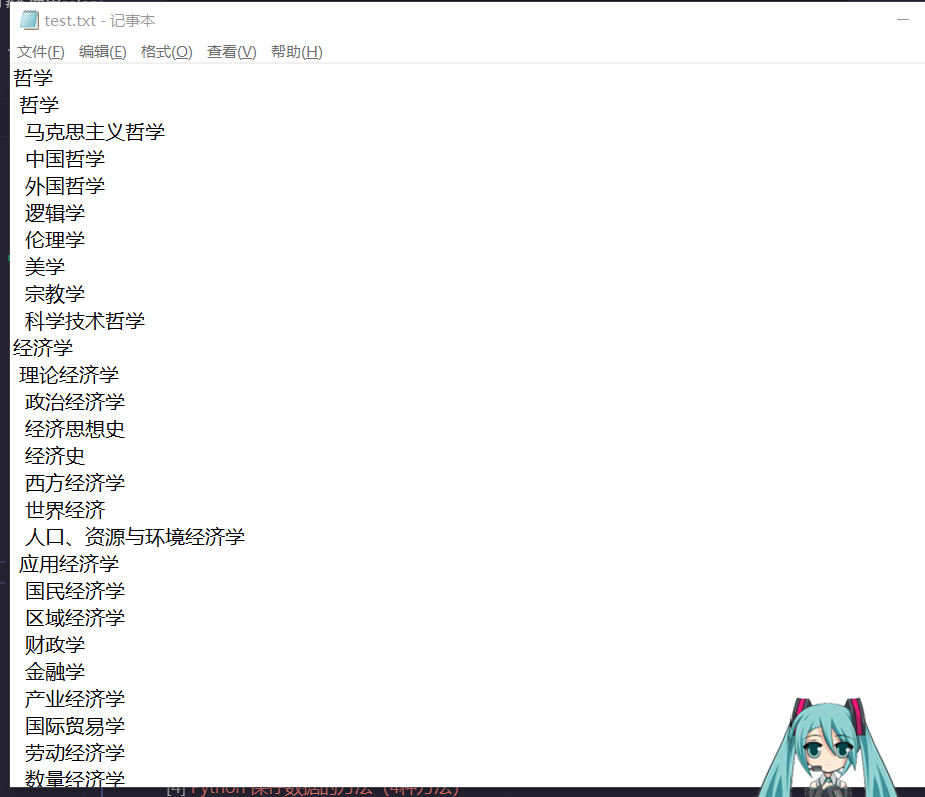 test.txt - 记事本
文件(F) 编辑(E) 格式(O) 查看(V) 帮助(H)
哲学
哲学
马克思主义哲学
中国哲学
外国哲学
逻辑学
伦理学
美学
宗教学
科学技术哲学
经济学
理论经济学
政治经济学
经济思想史
经济史
西方经济学
世界经济
人口、资源与环境经济学
应用经济学
国民经济学
区域经济学
财政学
金融学
产业经济学
国际贸易学
劳动经济学
数量经济学
[4] Python 保存数据的方法（4种方法）